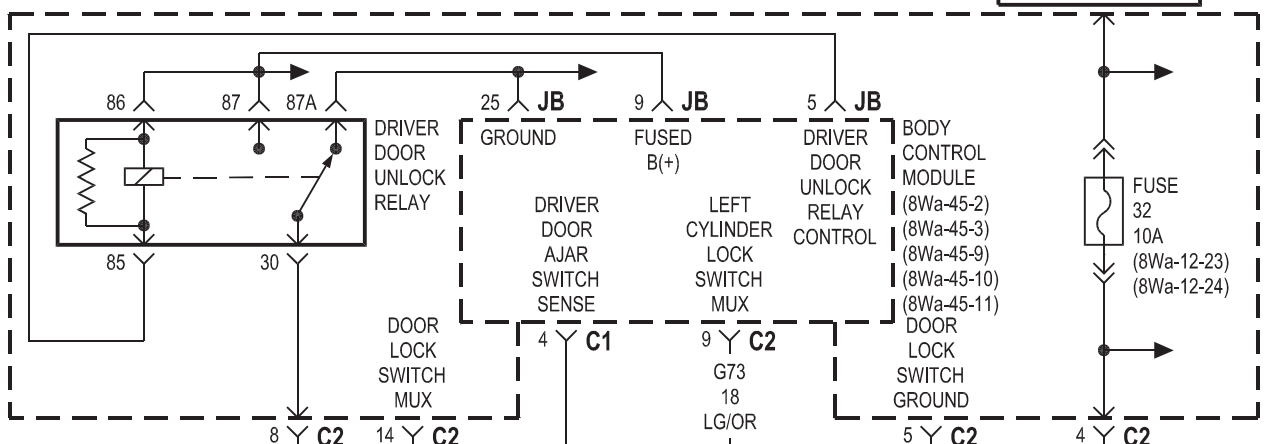 86
87
87A
25 JB
9 JB
5 JB
DRIVER
DOOR
UNLOCK
RELAY
GROUND
FUSED
B(+)
DRIVER
DOOR
UNLOCK
RELAY
CONTROL
BODY
CONTROL
MODULE
(8Wa-45-2)
(8Wa-45-3)
(8Wa-45-9)
(8Wa-45-10)
(8Wa-45-11)
FUSE
32
10A
(8Wa-12-23)
(8Wa-12-24)
DRIVER
DOOR
AJAR
SWITCH
SENSE
LEFT
CYLINDER
LOCK
SWITCH
MUX
85
30
DOOR
LOCK
SWITCH
MUX
4 C1
9 C2
G73
18
LG/OR
DOOR
LOCK
SWITCH
GROUND
8 C2
14 C2
5 C2
4 C2